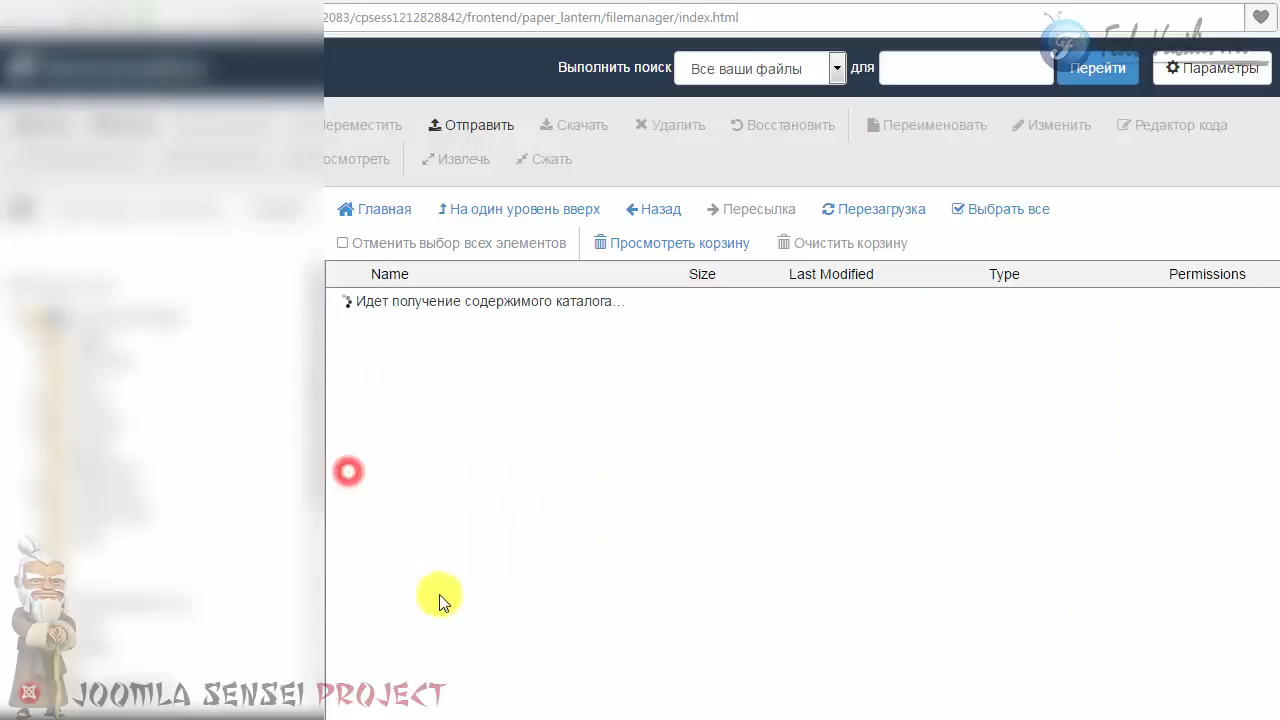 2083/cpsess1212828842/frontend/paper_lantern/filemanager/index.html
Выполнить поиск Все ваши файлы для Перейти Параметры
Отправить Скачать Удалить Восстановить Переименовать Изменить Редактор кода
Извлечь Сжать
Главная На один уровень вверх Назад Пересылка Перезагрузка Выбрать все
Отменить выбор всех элементов Просмотреть корзину Очистить корзину
Name Size Last Modified Type Permissions
Идет получение содержимого каталога...
JOOMLA SENSEI PROJECT